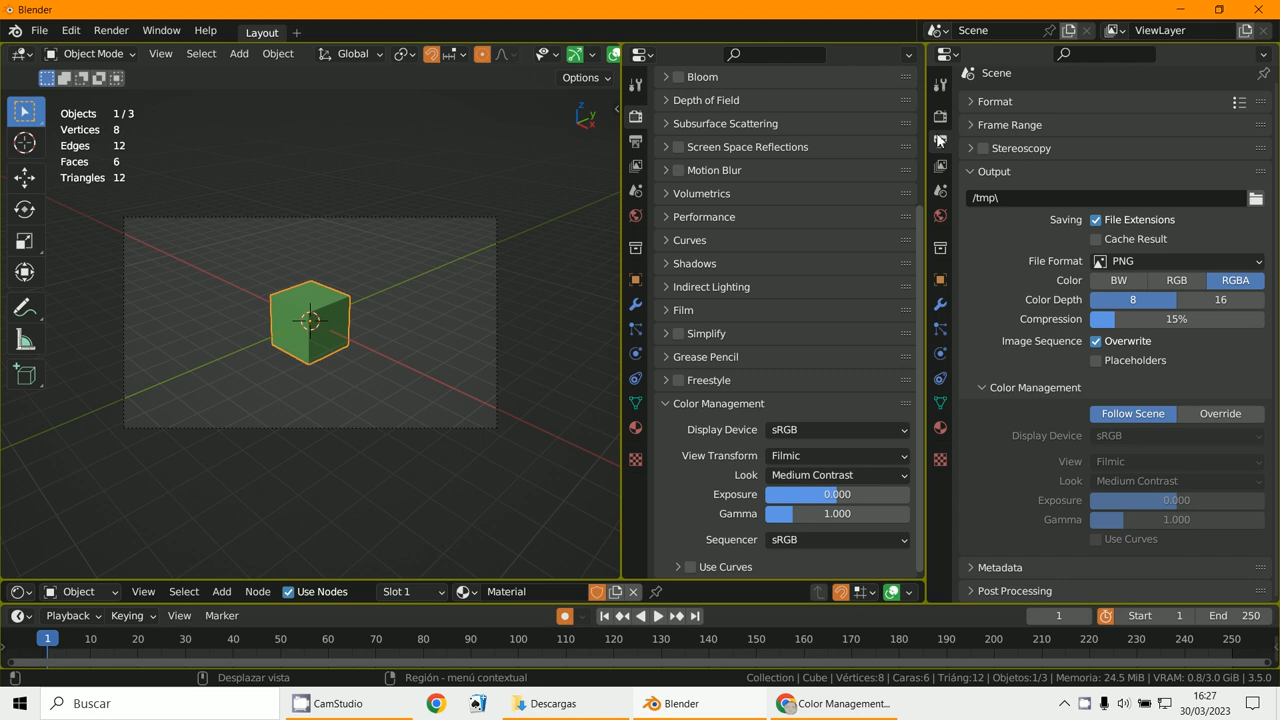 Blender
File Edit Render Window Help Layout + Scene ViewLayer
Object Mode View Select Add Object Global
Options
Objects 1 / 3
Vertices 8
Edges 12
Faces 6
Triangles 12
Z
Y
X
Bloom
Depth of Field
Subsurface Scattering
Screen Space Reflections
Motion Blur
Volumetrics
Performance
Curves
Shadows
Indirect Lighting
Film
Simplify
Grease Pencil
Freestyle
Color Management
Display Device sRGB
View Transform Filmic
Look Medium Contrast
Exposure 0.000
Gamma 1.000
Sequencer sRGB
Use Curves
Scene
Format
Frame Range
Stereoscopy
Output
/tmp\
Saving File Extensions
Cache Result
File Format PNG
Color BW RGB RGBA
Color Depth 8 16
Compression 15%
Image Sequence Overwrite
Placeholders
Color Management
Follow Scene Override
Display Device sRGB
View Filmic
Look Medium Contrast
Exposure 0.000
Gamma 1.000
Use Curves
Metadata
Post Processing
Object View Select Add Node Use Nodes Slot 1 Material
Playback Keying View Marker 1 Start 1 End 250
1 10 20 30 40 50 60 70 80 90 100 110 120 130 140 150 160 170 180 190 200 210 220 230 240 250
Desplazar vista Región - menú contextual Collection | Cube | Vértices:8 | Caras:6 | Triáng:12 | Objetos:1/3 | Memoria: 24.5 MiB | VRAM: 0.8/3.0 GiB | 3.5.0
Buscar CamStudio Descargas Blender Color Management... 16:27
30/03/2023